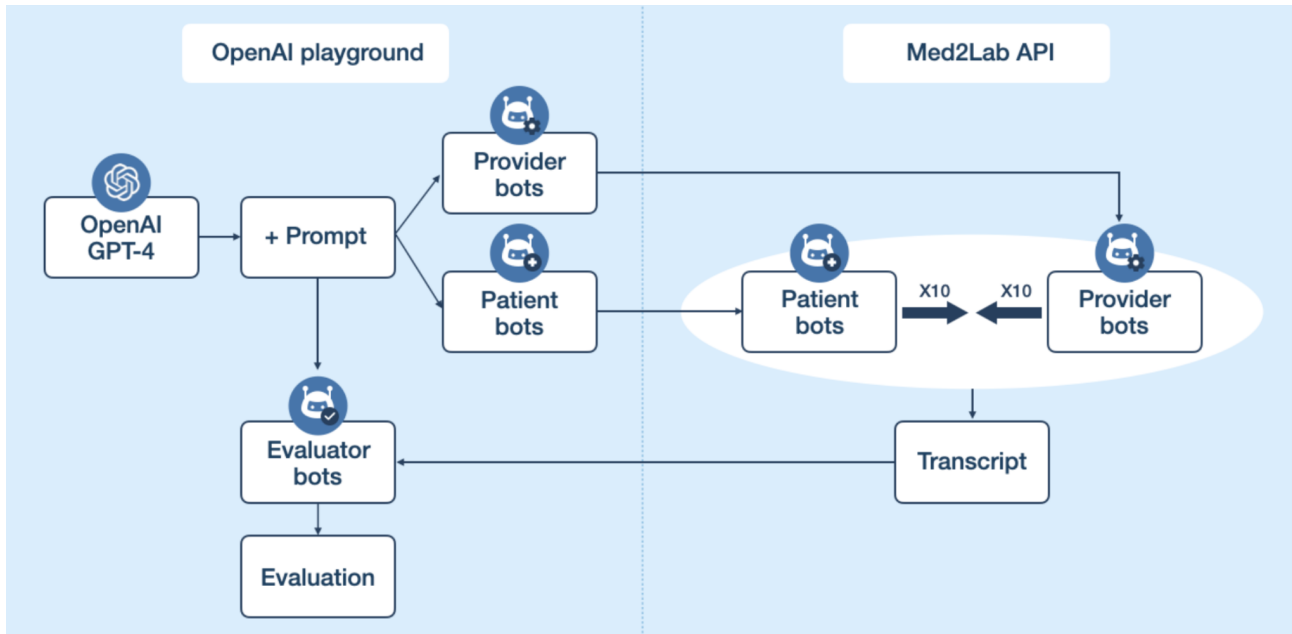 OpenAI playground
Med2Lab API
Provider
bots
OpenAI
GPT-4
+ Prompt
Patient
bots
Patient
bots
X10
X10
Provider
bots
Evaluator
bots
Transcript
Evaluation